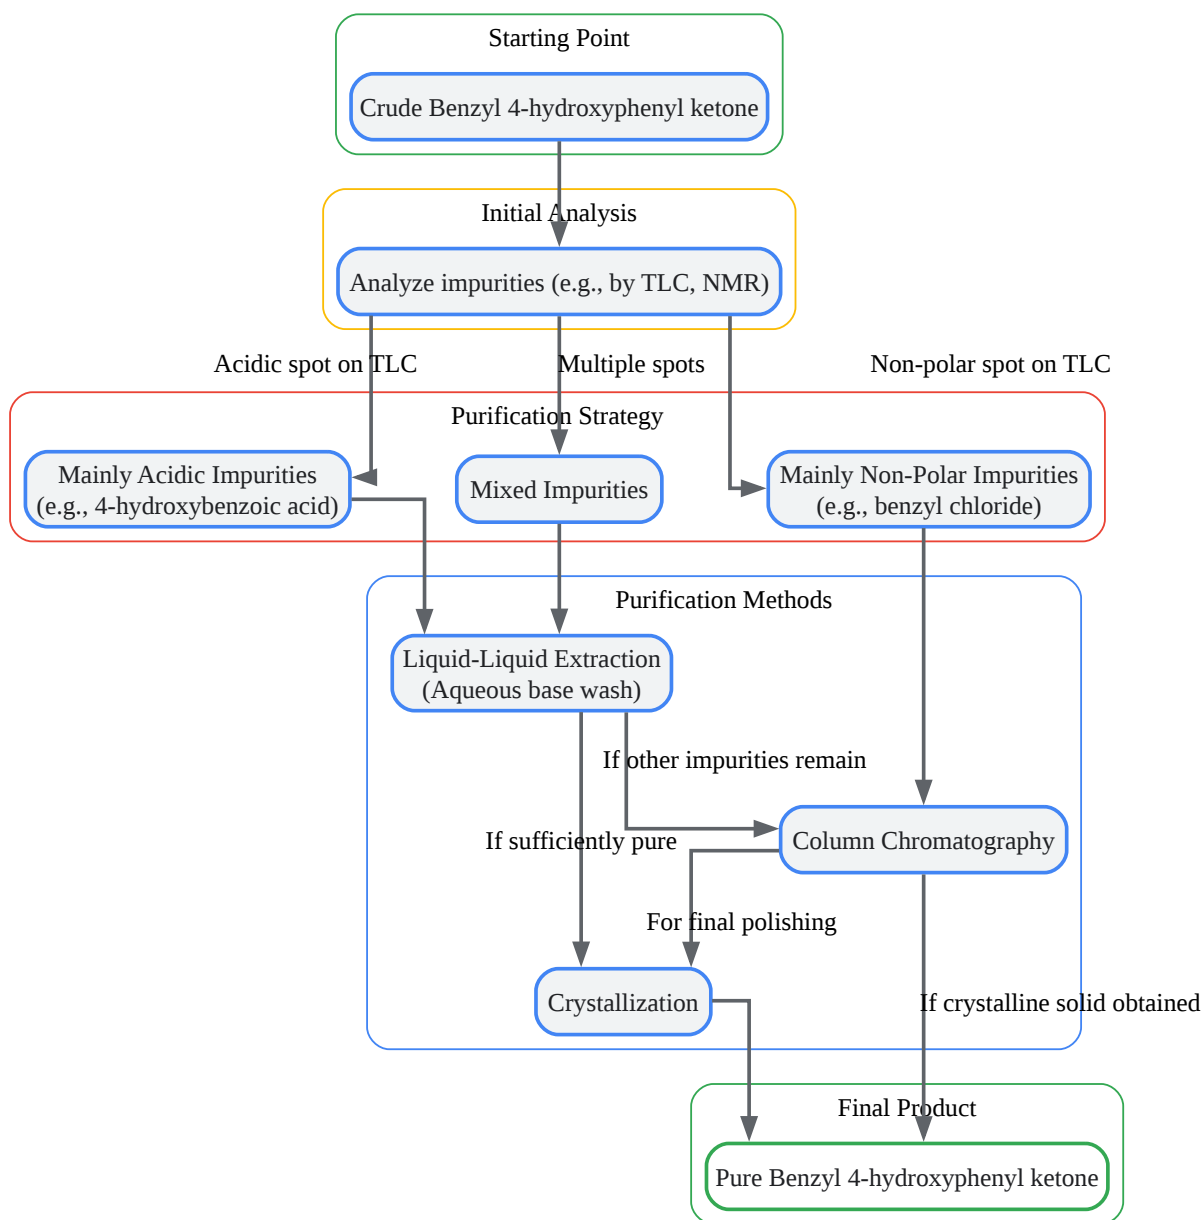 Starting Point
Crude Benzyl 4-hydroxyphenyl ketone
Initial Analysis
Analyze impurities (e.g., by TLC, NMR)
Acidic spot on TLC
Multiple spots
Non-polar spot on TLC
Purification Strategy
Mainly Acidic Impurities
(e.g., 4-hydroxybenzoic acid)
Mixed Impurities
Mainly Non-Polar Impurities
(e.g., benzyl chloride)
Purification Methods
Liquid-Liquid Extraction
(Aqueous base wash)
If other impurities remain
If sufficiently pure
Column Chromatography
For final polishing
Crystallization
If crystalline solid obtained
Final Product
Pure Benzyl 4-hydroxyphenyl ketone